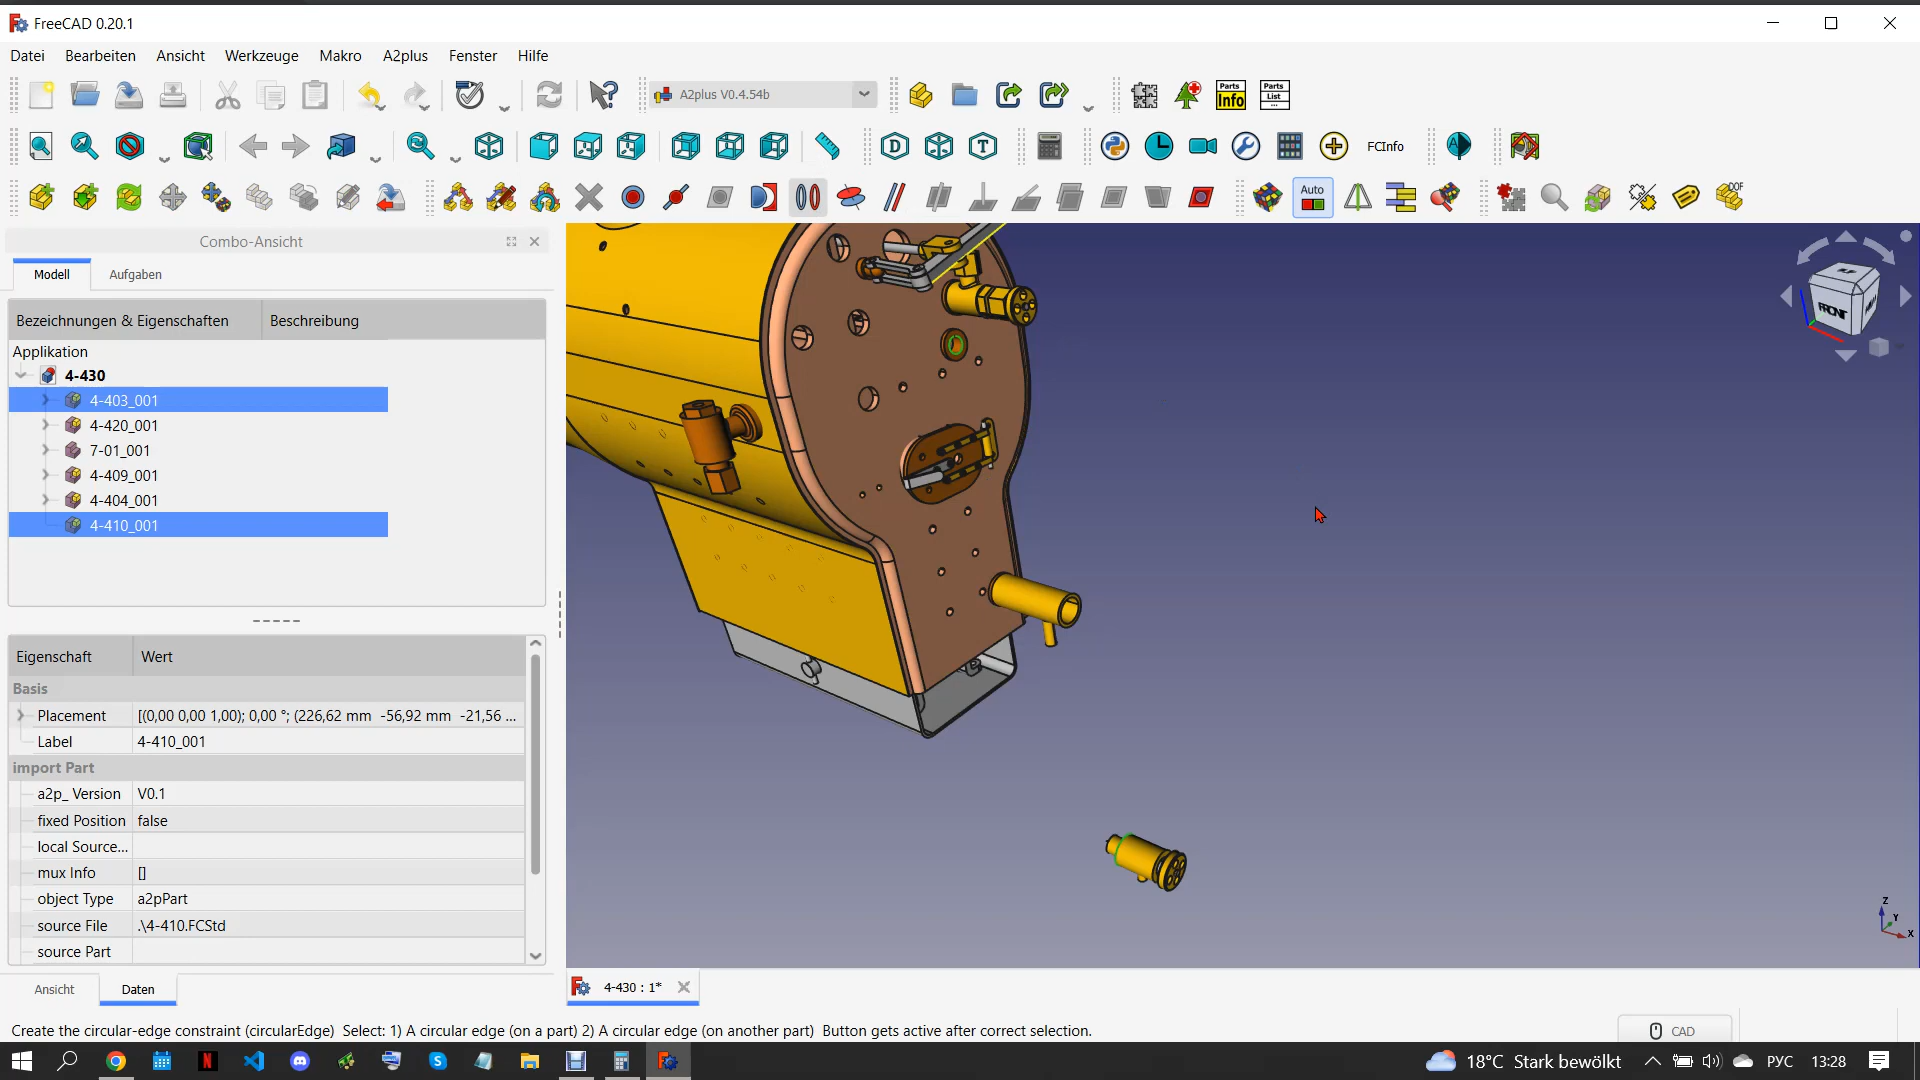 FreeCAD 0.20.1
Datei Bearbeiten Ansicht Werkzeuge Makro A2plus Fenster Hilfe
A2plus V0.4.54b
Parts Info
Parts List ...
D
T
FCInfo
Auto
DOF
Combo-Ansicht
Modell Aufgaben
Bezeichnungen & Eigenschaften Beschreibung
Applikation
4-430
4-403_001
4-420_001
7-01_001
4-409_001
4-404_001
4-410_001
Eigenschaft Wert
Basis
Placement [(0,00 0,00 1,00); 0,00 °; (226,62 mm -56,92 mm -21,56 ...
Label 4-410_001
import Part
a2p_ Version V0.1
fixed Position false
local Source...
mux Info []
object Type a2pPart
source File .\4-410.FCStd
source Part
Ansicht Daten
FRONT
Z
Y
X
4-430 : 1*
Create the circular-edge constraint (circularEdge) Select: 1) A circular edge (on a part) 2) A circular edge (on another part) Button gets active after correct selection.
CAD
18°C Stark bewölkt
РУС
13:28